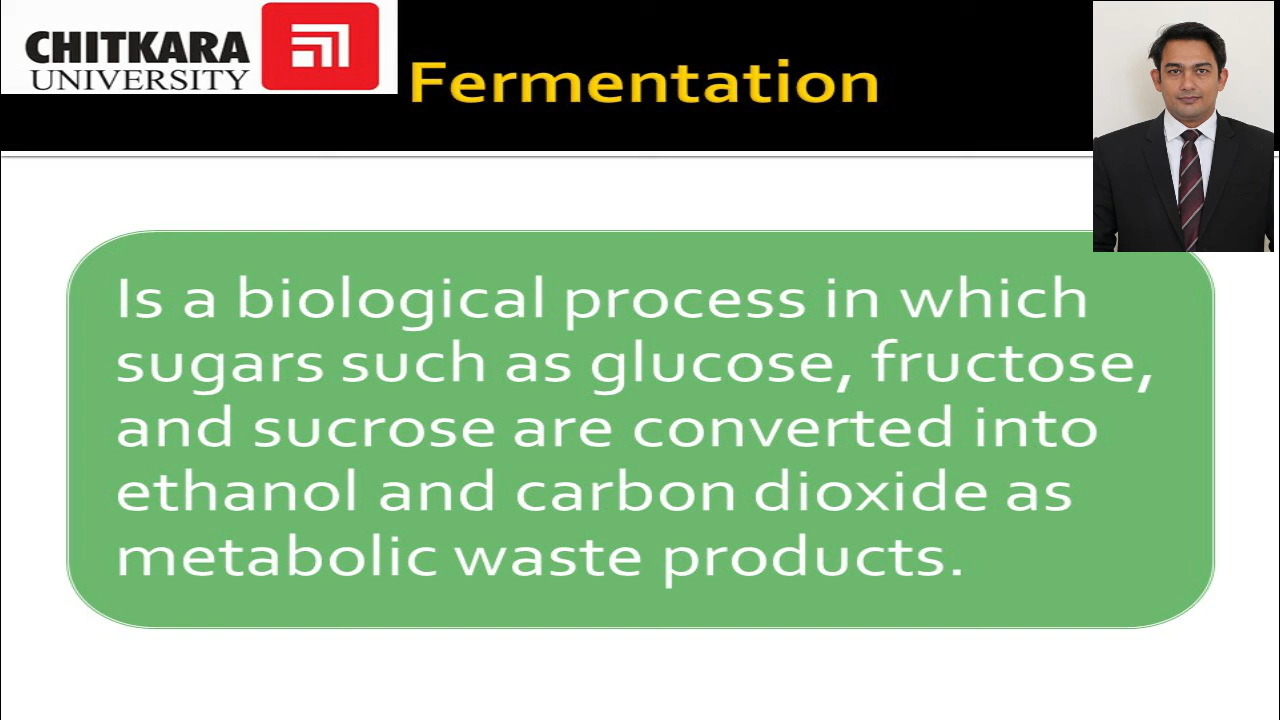 CHITKARA
UNIVERSITY
Fermentation
Is a biological process in which
sugars such as glucose, fructose,
and sucrose are converted into
ethanol and carbon dioxide as
metabolic waste products.